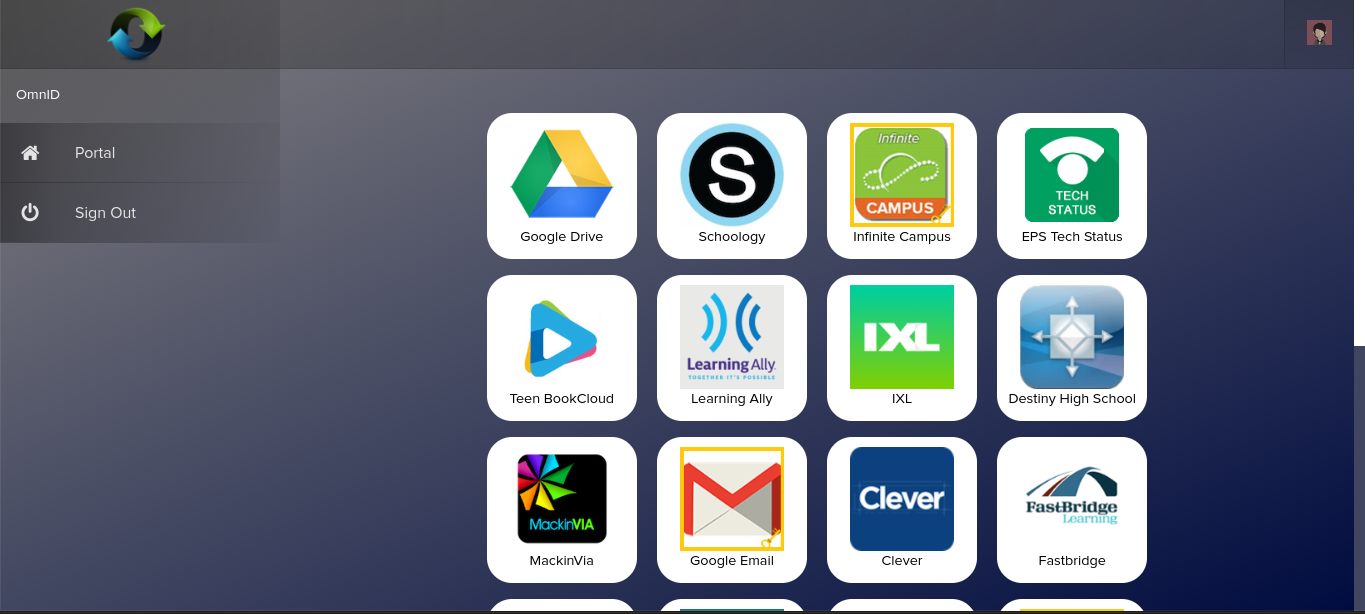 OmnID
Portal
Sign Out
Google Drive
S
Schoology
Infinite
CAMPUS
Infinite Campus
TECH
STATUS
EPS Tech Status
Teen BookCloud
Learning Ally
TOGETHER IT'S POSSIBLE
Learning Ally
IXL
IXL
Destiny High School
MackinVIA
MackinVia
Google Email
Clever
Clever
FastBridge
Learning
Fastbridge